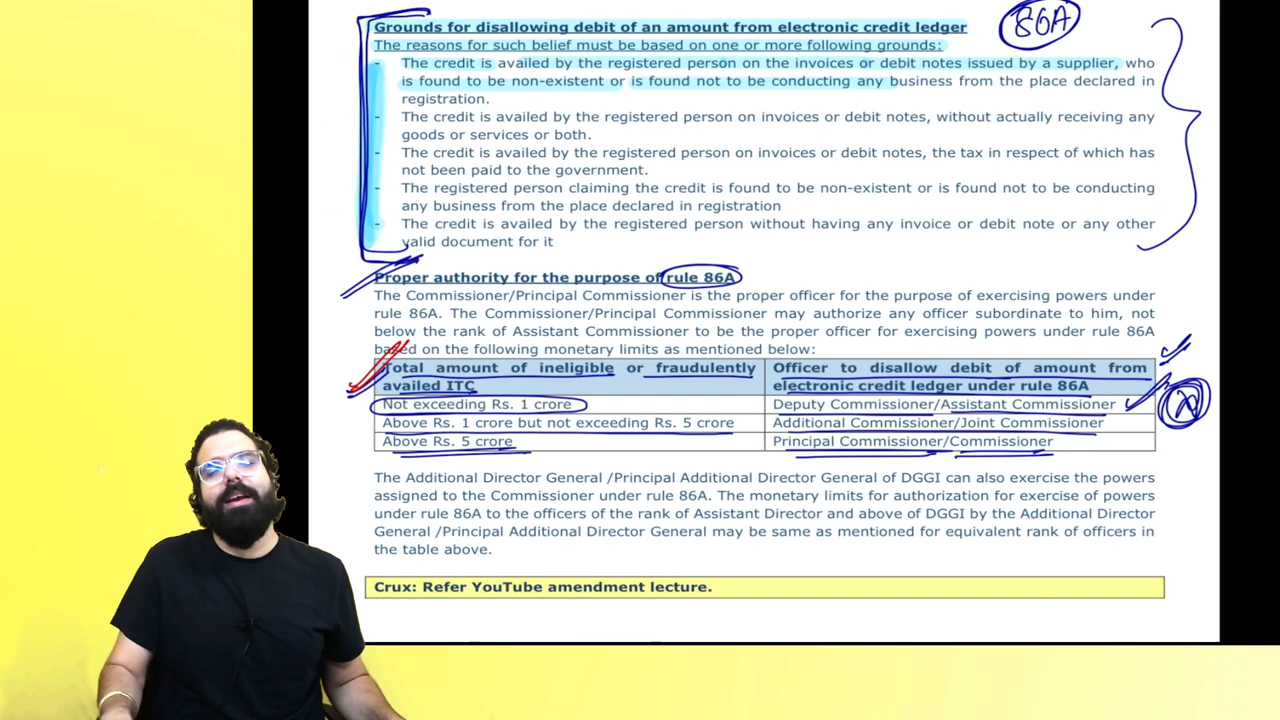 Grounds for disallowing debit of an amount from electronic credit ledger
86A
The reasons for such belief must be based on one or more following grounds:
- The credit is availed by the registered person on the invoices or debit notes issued by a supplier, who
is found to be non-existent or is found not to be conducting any business from the place declared in
registration.
- The credit is availed by the registered person on invoices or debit notes, without actually receiving any
goods or services or both.
- The credit is availed by the registered person on invoices or debit notes, the tax in respect of which has
not been paid to the government.
- The registered person claiming the credit is found to be non-existent or is found not to be conducting
any business from the place declared in registration
- The credit is availed by the registered person without having any invoice or debit note or any other
valid document for it
Proper authority for the purpose of rule 86A
The Commissioner/Principal Commissioner is the proper officer for the purpose of exercising powers under
rule 86A. The Commissioner/Principal Commissioner may authorize any officer subordinate to him, not
below the rank of Assistant Commissioner to be the proper officer for exercising powers under rule 86A
based on the following monetary limits as mentioned below:
Total amount of ineligible or fraudulently availed ITC
Officer to disallow debit of amount from electronic credit ledger under rule 86A
Not exceeding Rs. 1 crore Deputy Commissioner/Assistant Commissioner
Above Rs. 1 crore but not exceeding Rs. 5 crore Additional Commissioner/Joint Commissioner
Above Rs. 5 crore Principal Commissioner/Commissioner
The Additional Director General /Principal Additional Director General of DGGI can also exercise the powers
assigned to the Commissioner under rule 86A. The monetary limits for authorization for exercise of powers
under rule 86A to the officers of the rank of Assistant Director and above of DGGI by the Additional Director
General /Principal Additional Director General may be same as mentioned for equivalent rank of officers in
the table above.
Crux: Refer YouTube amendment lecture.